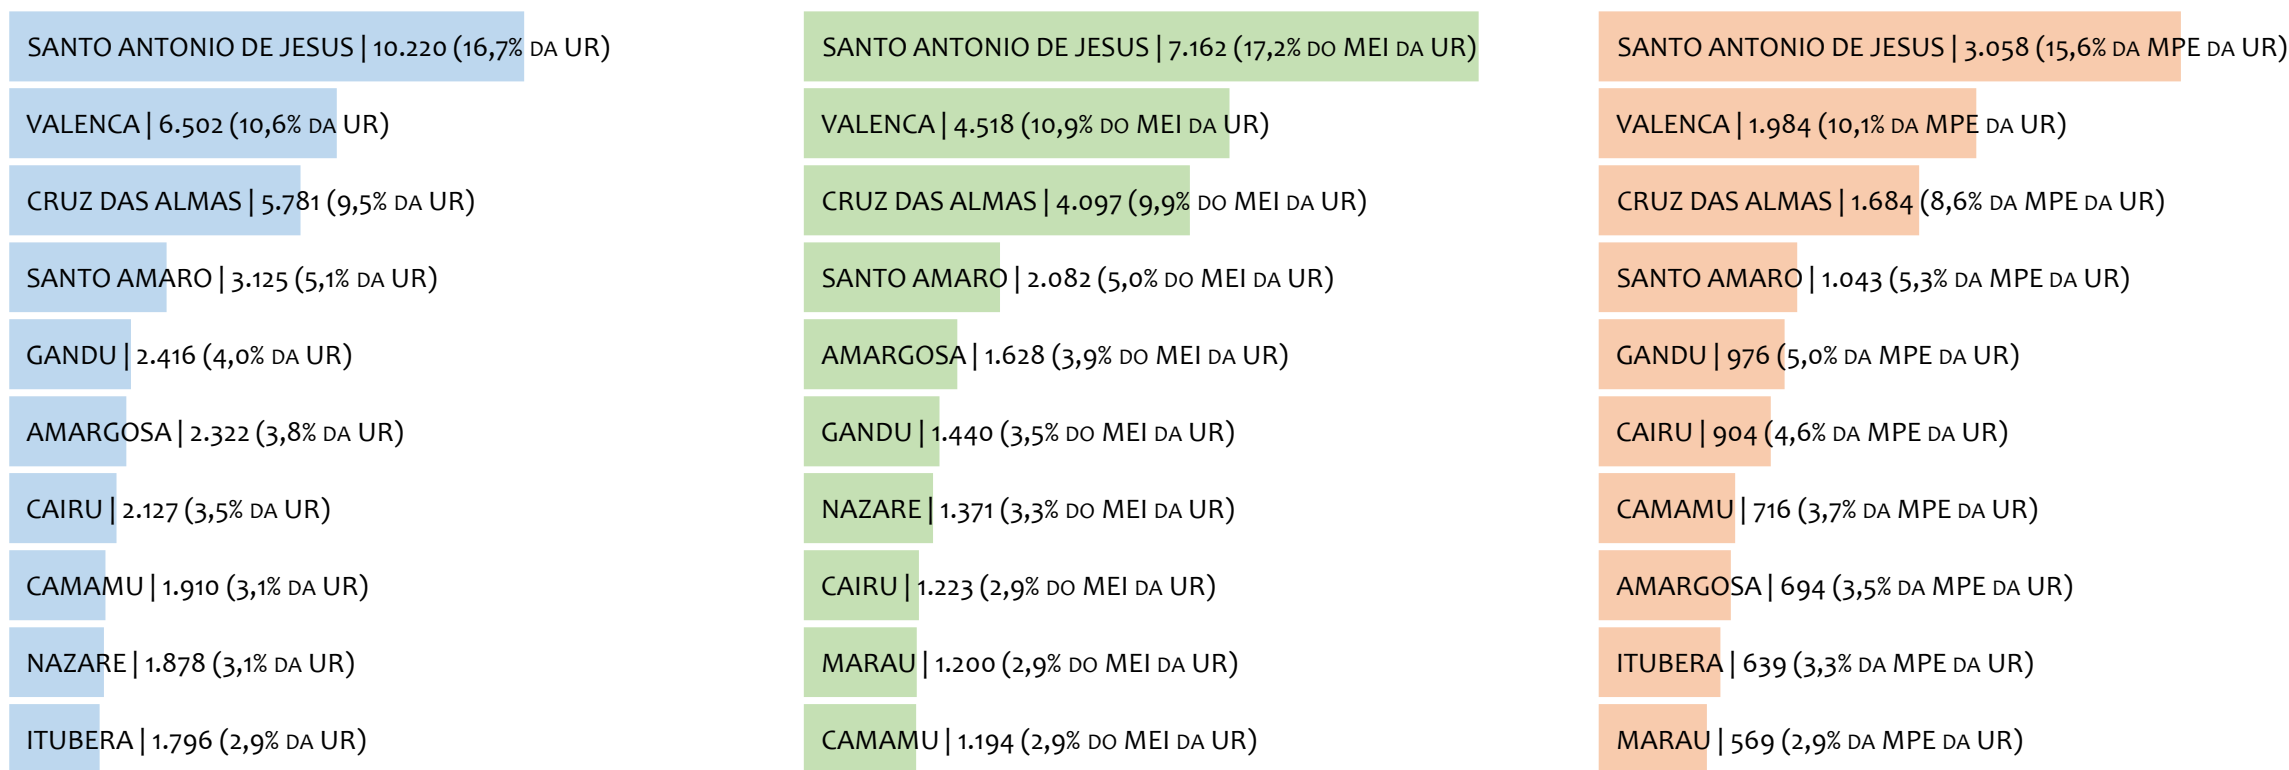 SANTO ANTONIO DE JESUS | 10.220 (16,7% DA UR)
VALENCA | 6.502 (10,6% DA UR)
CRUZ DAS ALMAS | 5.781 (9,5% DA UR)
SANTO AMARO | 3.125 (5,1% DA UR)
GANDU | 2.416 (4,0% DA UR)
AMARGOSA | 2.322 (3,8% DA UR)
CAIRU | 2.127 (3,5% DA UR)
CAMAMU | 1.910 (3,1% DA UR)
NAZARE | 1.878 (3,1% DA UR)
ITUBERA | 1.796 (2,9% DA UR)
SANTO ANTONIO DE JESUS | 7.162 (17,2% DO MEI DA UR)
VALENCA | 4.518 (10,9% DO MEI DA UR)
CRUZ DAS ALMAS | 4.097 (9,9% DO MEI DA UR)
SANTO AMARO | 2.082 (5,0% DO MEI DA UR)
AMARGOSA | 1.628 (3,9% DO MEI DA UR)
GANDU | 1.440 (3,5% DO MEI DA UR)
NAZARE | 1.371 (3,3% DO MEI DA UR)
CAIRU | 1.223 (2,9% DO MEI DA UR)
MARAU | 1.200 (2,9% DO MEI DA UR)
CAMAMU | 1.194 (2,9% DO MEI DA UR)
SANTO ANTONIO DE JESUS | 3.058 (15,6% DA MPE DA UR)
VALENCA | 1.984 (10,1% DA MPE DA UR)
CRUZ DAS ALMAS | 1.684 (8,6% DA MPE DA UR)
SANTO AMARO | 1.043 (5,3% DA MPE DA UR)
GANDU | 976 (5,0% DA MPE DA UR)
CAIRU | 904 (4,6% DA MPE DA UR)
CAMAMU | 716 (3,7% DA MPE DA UR)
AMARGOSA | 694 (3,5% DA MPE DA UR)
ITUBERA | 639 (3,3% DA MPE DA UR)
MARAU | 569 (2,9% DA MPE DA UR)